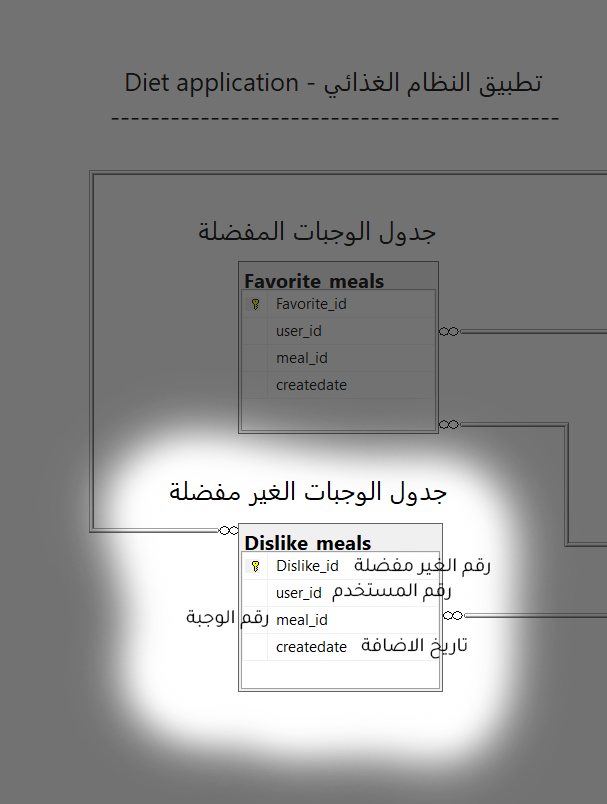 Diet application - تطبيق النظام الغذائي
---------------------------------------------
جدول الوجبات المفضلة
Favorite_meals
Favorite_id
user_id
meal_id
createdate
جدول الوجبات الغير مفضلة
Dislike_meals
Dislike_id رقم الغير مفضلة
user_id رقم المستخدم
رقم الوجبة meal_id
createdate تاريخ الاضافة